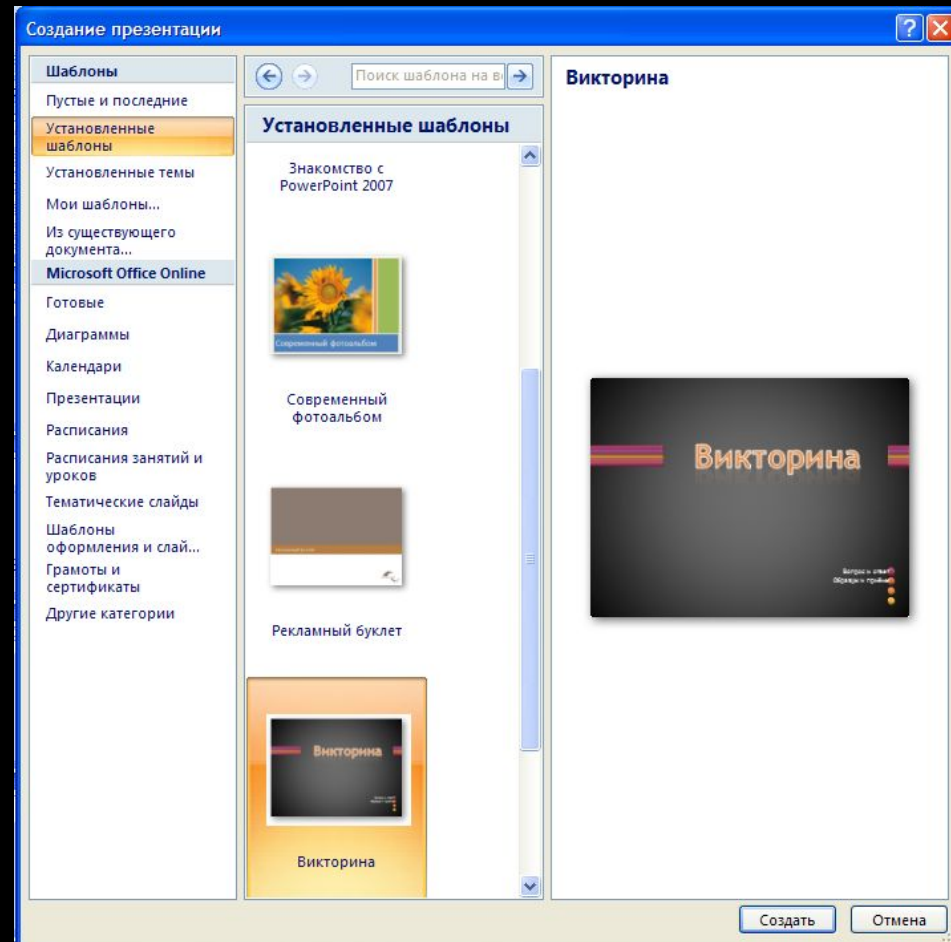 Создание презентации
Шаблоны
Пустые и последние
Установленные
шаблоны
Установленные темы
Мои шаблоны...
Из существующего
документа...
Microsoft Office Online
Готовые
Диаграммы
Календари
Презентации
Расписания
Расписания занятий и
уроков
Тематические слайды
Шаблоны
оформления и слай...
Грамоты и
сертификаты
Другие категории
Поиск шаблона на
Установленные шаблоны
Знакомство с
PowerPoint 2007
Современный фотоальбом
Современный
фотоальбом
Рекламный буклет
Викторина
Викторина
Викторина
Викторина
Создать
Отмена